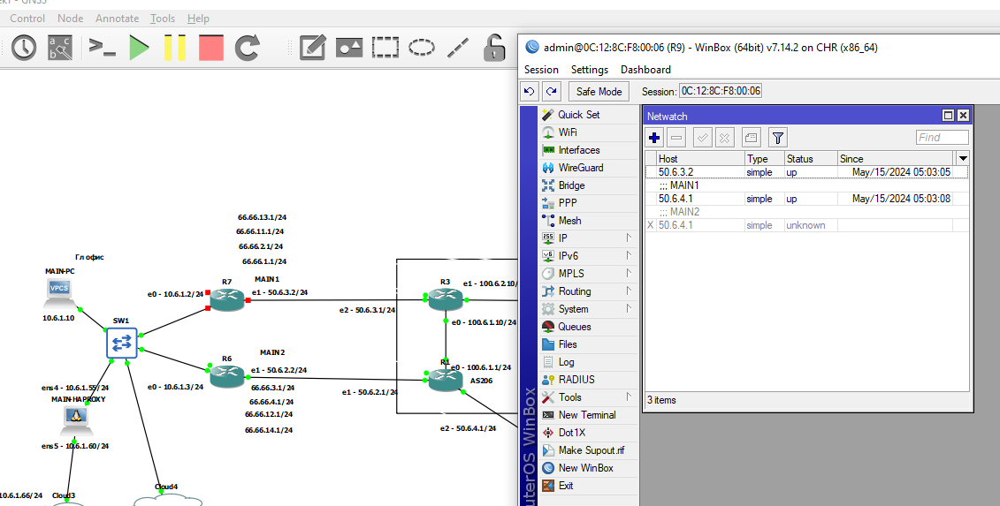 Control Node Annotate Tools Help
admin@0C:12:8C:F8:00:06 (R9) - WinBox (64bit) v7.14.2 on CHR (x86_64)
Session Settings Dashboard
Safe Mode Session: 0C:12:8C:F8:00:06
Quick Set
WiFi
Interfaces
WireGuard
Bridge
PPP
Mesh
IP
IPv6
MPLS
Routing
System
Queues
Files
Log
RADIUS
Tools
New Terminal
Dot1X
Make Supout.rif
New WinBox
Exit
uterOS WinBox
Netwatch
Find
Host Type Status Since
50.6.3.2 simple up May/15/2024 05:03:05
;;; MAIN1
50.6.4.1 simple up May/15/2024 05:03:08
;;; MAIN2
X 50.6.4.1 simple unknown
3 items
66.66.13.1/24
66.66.11.1/24
66.66.2.1/24
66.66.1.1/24
Гл офис
MAIN-PC
VPCS
10.6.1.10
SW1
R7
MAIN1
e0 - 10.6.1.2/24
e1 - 50.6.3.2/24
R3
e1 - 100.6.2.10/
e2 - 50.6.3.1/24
e0 - 100.6.1.10/24
R6
MAIN2
e1 - 50.6.2.2/24
e0 - 10.6.1.3/24
66.66.3.1/24
66.66.4.1/24
66.66.12.1/24
66.66.14.1/24
R1
e0 - 100.6.1.1/24
AS206
e1 - 50.6.2.1/24
e2 - 50.6.4.1/24
ens4 - 10.6.1.55/24
MAIN-HAPROXY
ens5 - 10.6.1.60/24
10.6.1.66/24
Cloud3
Cloud4